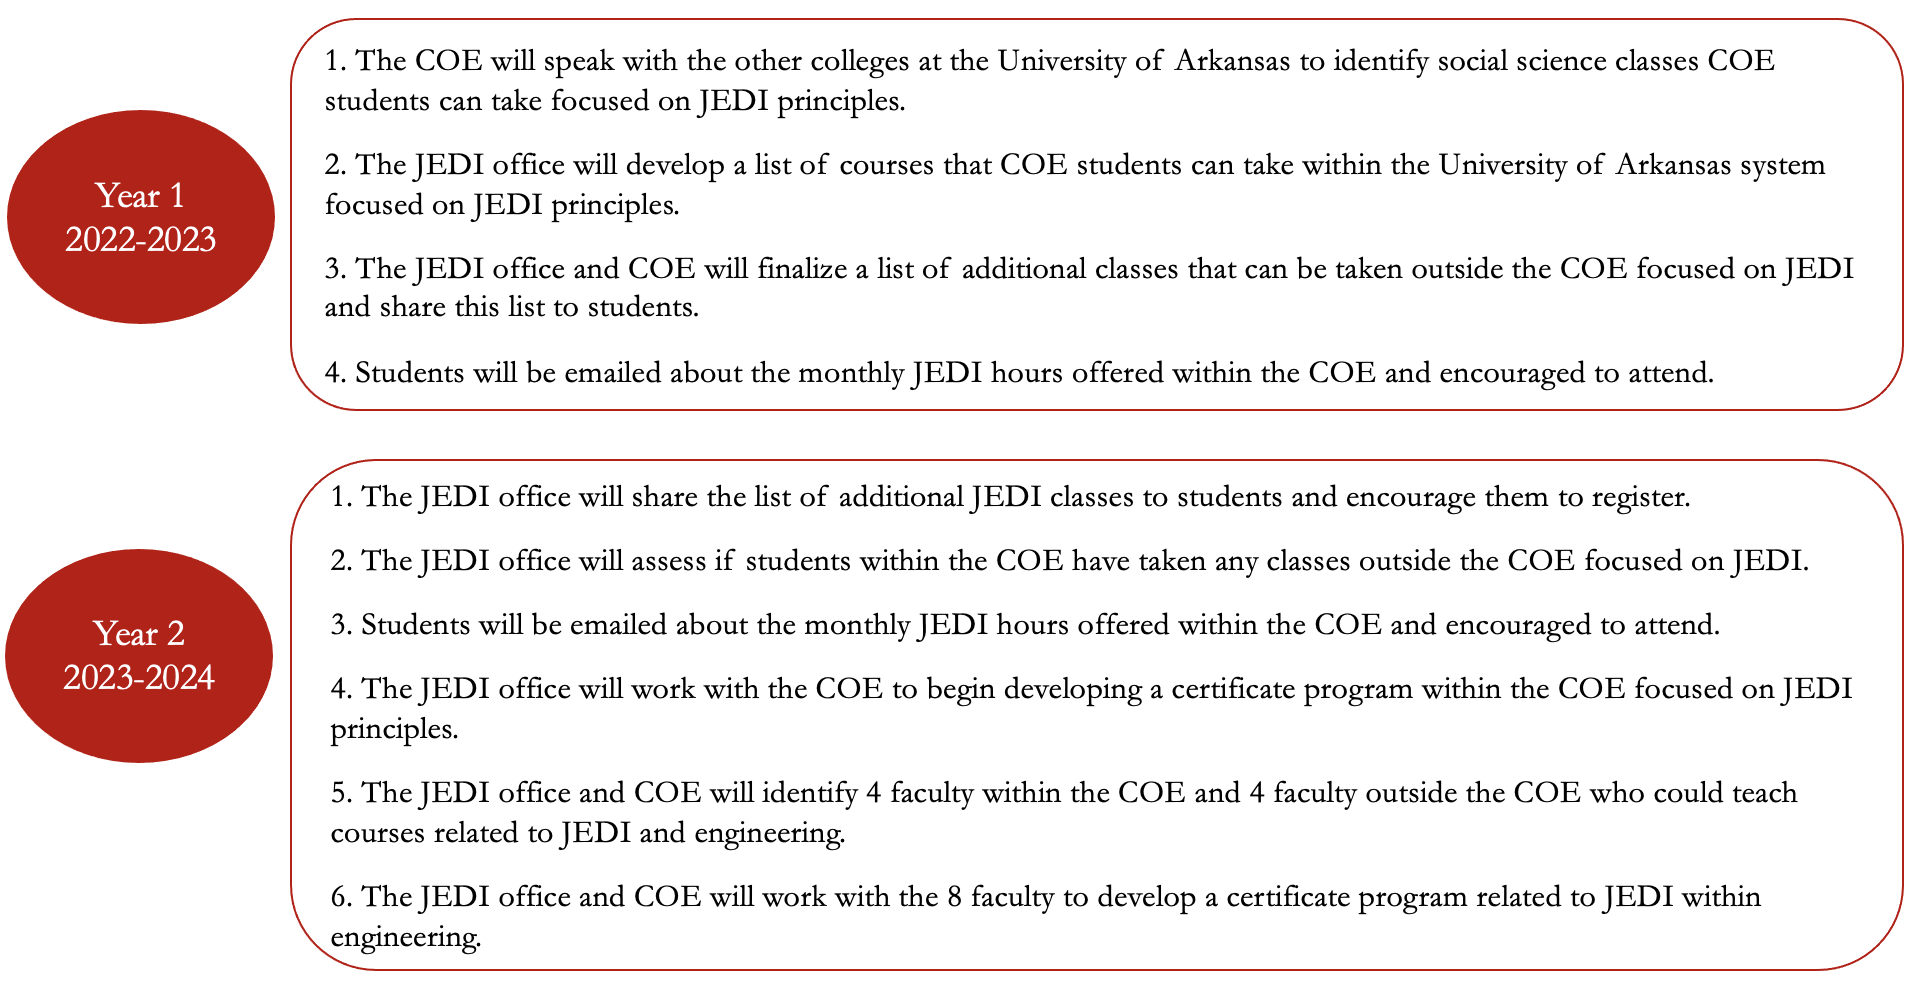 Year 1
2022-2023
1. The COE will speak with the other colleges at the University of Arkansas to identify social science classes COE
students can take focused on JEDI principles.
2. The JEDI office will develop a list of courses that COE students can take within the University of Arkansas system
focused on JEDI principles.
3. The JEDI office and COE will finalize a list of additional classes that can be taken outside the COE focused on JEDI
and share this list to students.
4. Students will be emailed about the monthly JEDI hours offered within the COE and encouraged to attend.
Year 2
2023-2024
1. The JEDI office will share the list of additional JEDI classes to students and encourage them to register.
2. The JEDI office will assess if students within the COE have taken any classes outside the COE focused on JEDI.
3. Students will be emailed about the monthly JEDI hours offered within the COE and encouraged to attend.
4. The JEDI office will work with the COE to begin developing a certificate program within the COE focused on JEDI
principles.
5. The JEDI office and COE will identify 4 faculty within the COE and 4 faculty outside the COE who could teach
courses related to JEDI and engineering.
6. The JEDI office and COE will work with the 8 faculty to develop a certificate program related to JEDI within
engineering.